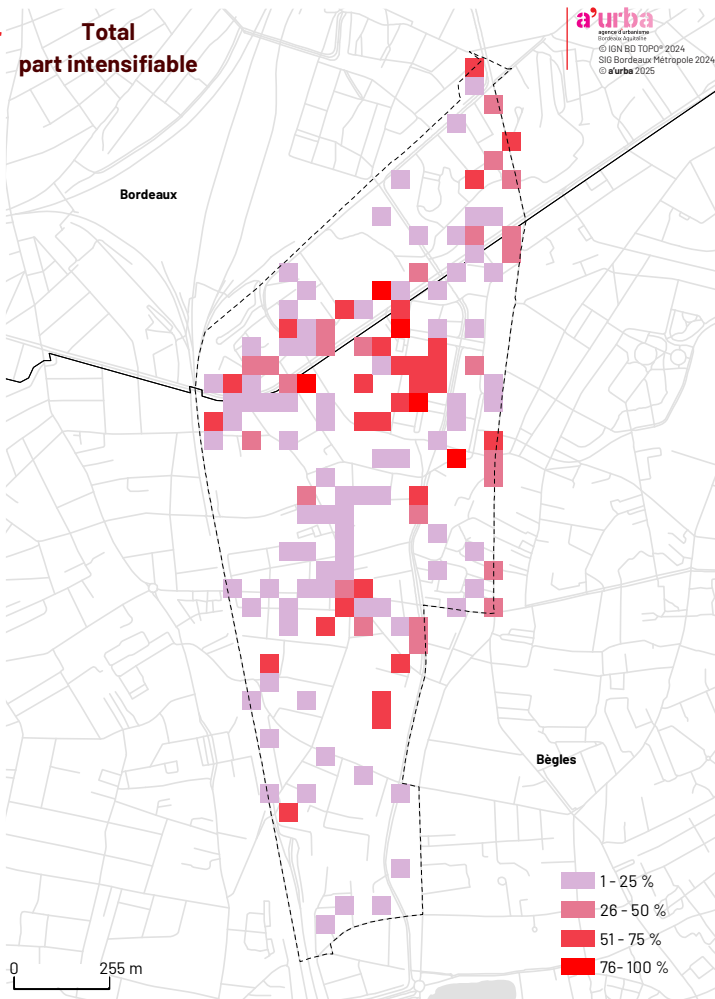 Total
part intensifiable
a'urba
agence d'urbanisme
Bordeaux Aquitaine
© IGN BD TOPO® 2024
SIG Bordeaux Métropole 2024
© a'urba 2025
Bordeaux
Bègles
1 - 25 %
26 - 50 %
51 - 75 %
76- 100 %
0 255 m